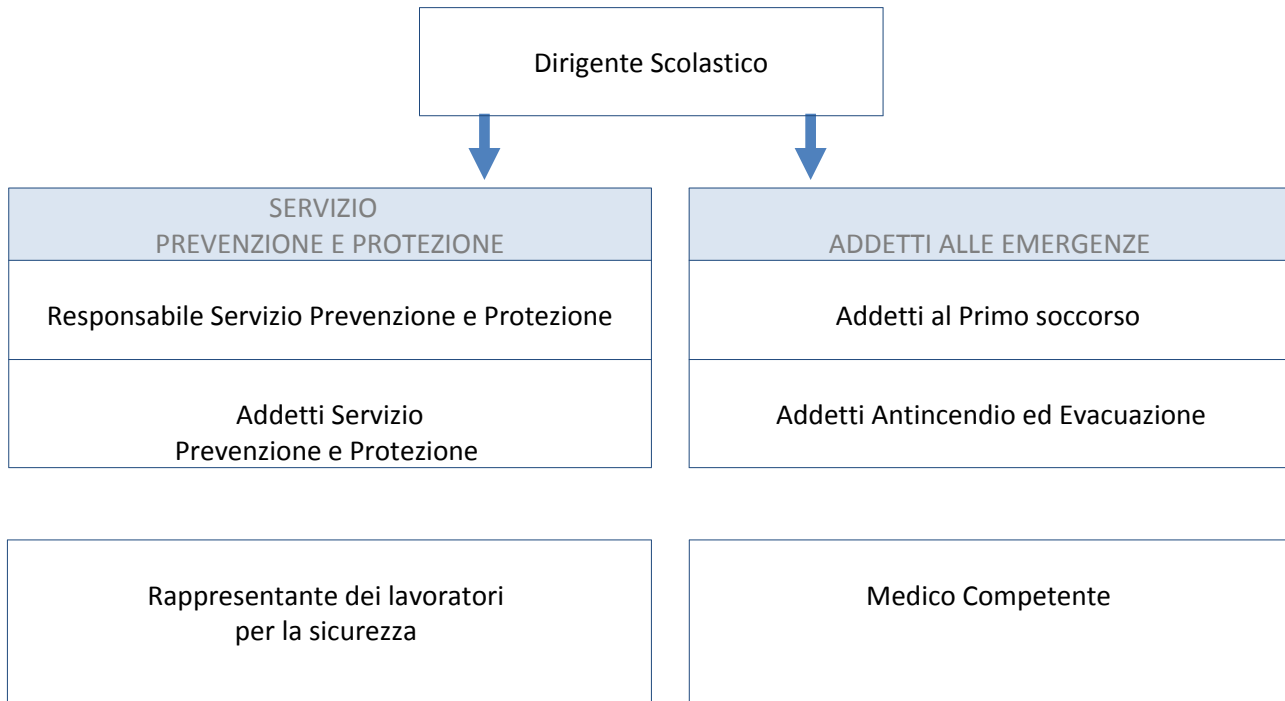 Dirigente Scolastico
SERVIZIO
PREVENZIONE E PROTEZIONE
Responsabile Servizio Prevenzione e Protezione
Addetti Servizio
Prevenzione e Protezione
ADDETTI ALLE EMERGENZE
Addetti al Primo soccorso
Addetti Antincendio ed Evacuazione
Rappresentante dei lavoratori
per la sicurezza
Medico Competente